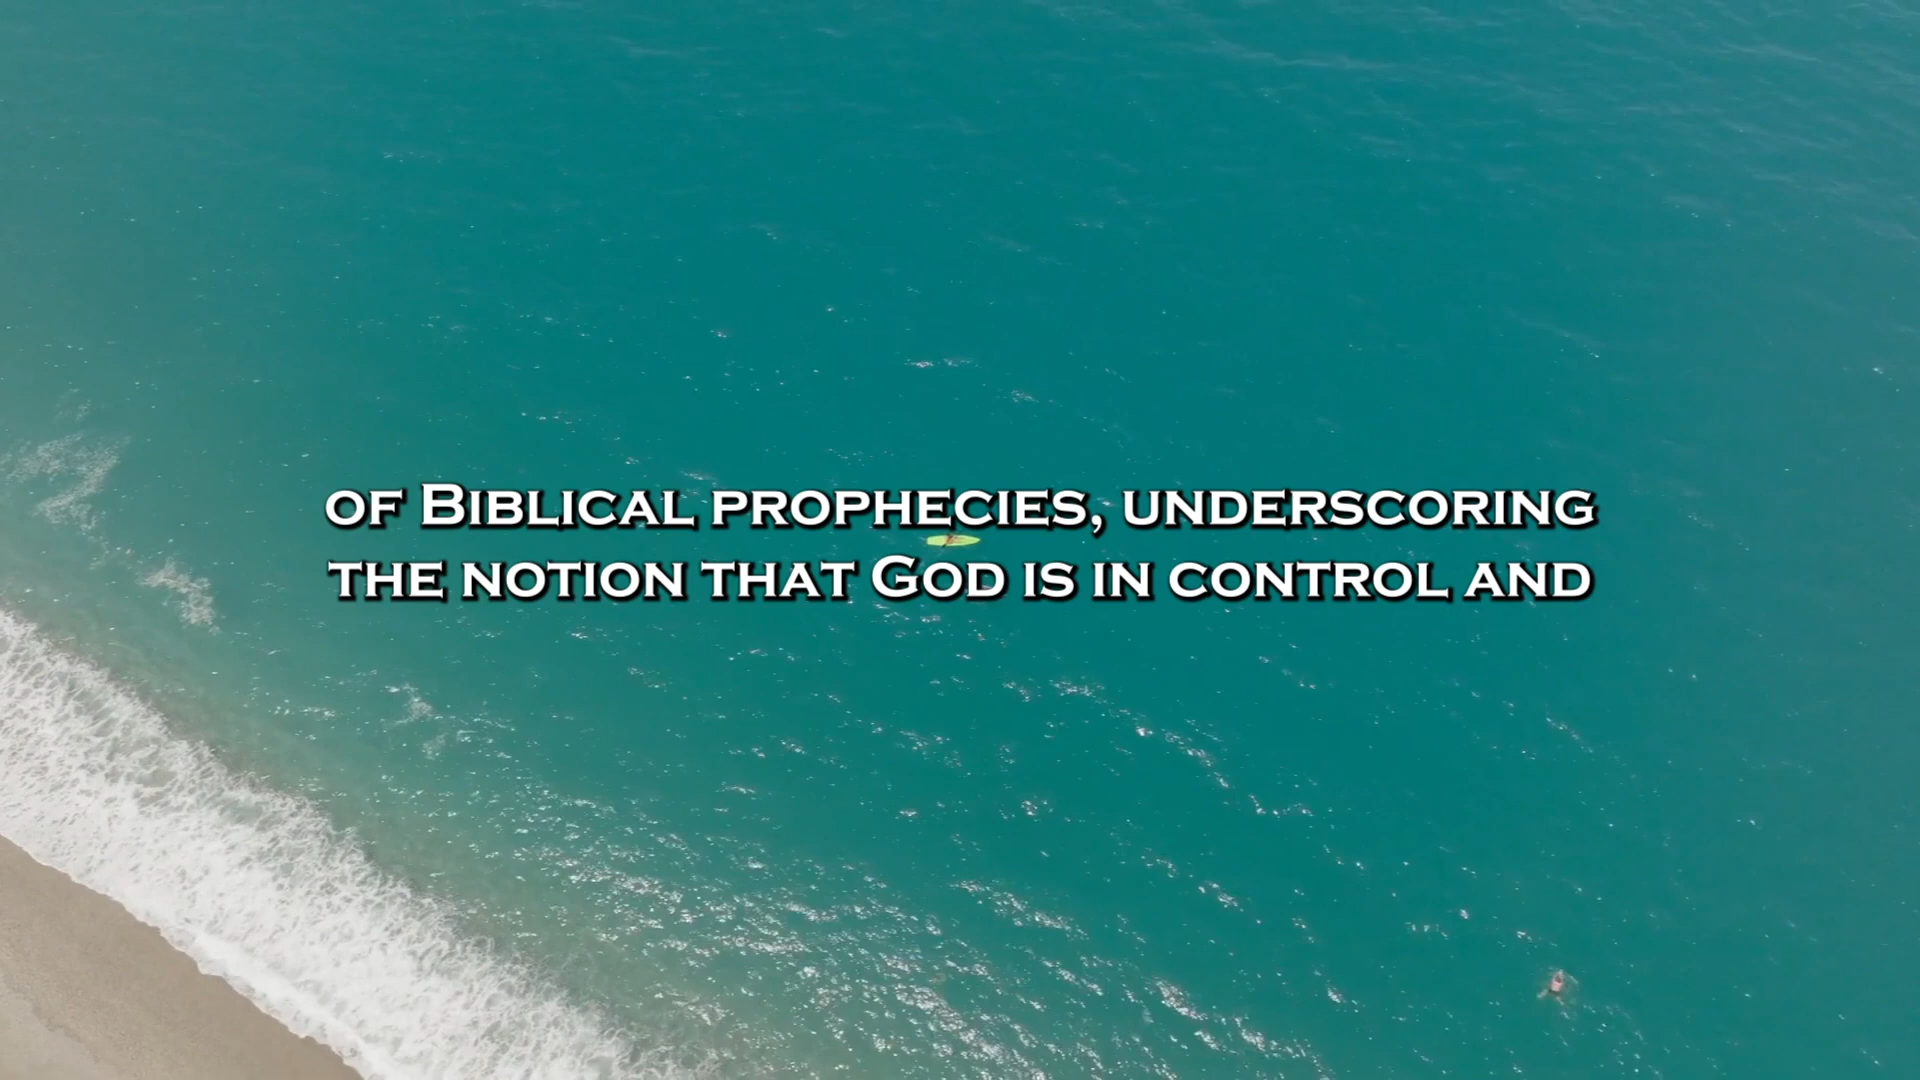 of Biblical prophecies, underscoring
the notion that God is in control and